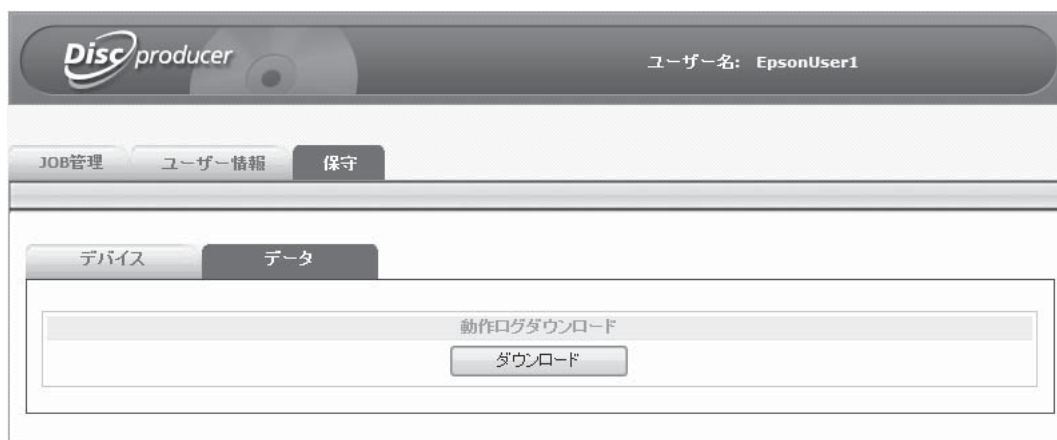 Disc producer
ユーザー名: EpsonUser1
JOB管理 ユーザー情報 保守
デバイス データ
動作ログダウンロード
ダウンロード